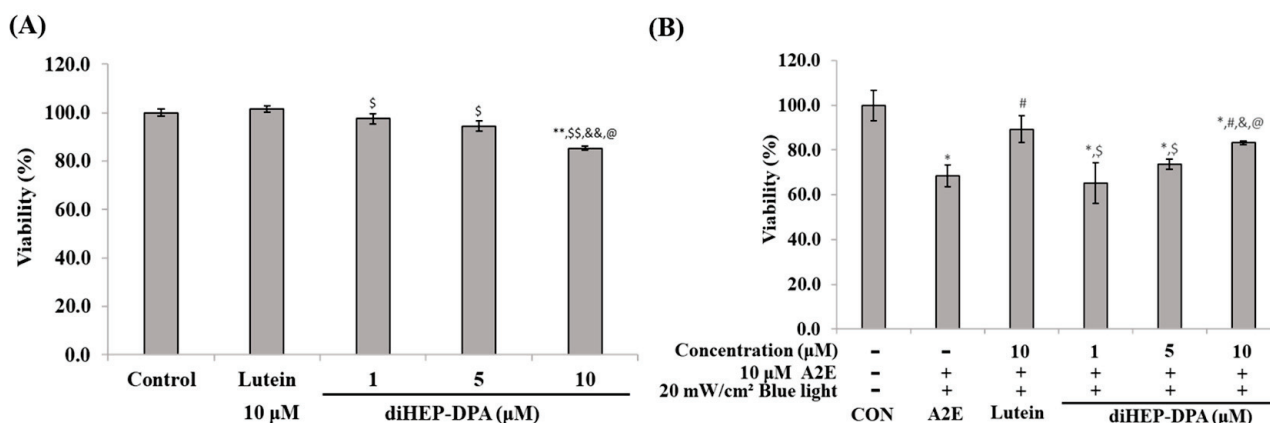 (A)
120.0
100.0
80.0
60.0
40.0
20.0
0.0
Viability (%)
$
$
**,$$,&&,@
Control Lutein 1 5 10
10 µM diHEP-DPA (µM)
(B)
120.0
100.0
80.0
60.0
40.0
20.0
0.0
Viability (%)
*
#
*,$
*,$
*,#,&,@
Concentration (µM) - - 10 1 5 10
10 µM A2E - + + + + +
20 mW/cm² Blue light - + + + + +
CON A2E Lutein diHEP-DPA (µM)